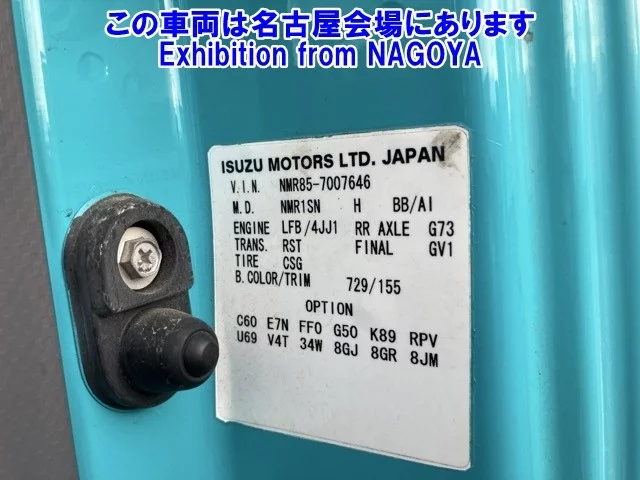 この車両は名古屋会場にあります
Exhibition from NAGOYA
ISUZU MOTORS LTD. JAPAN
V.I.N. NMR85-7007646
M.D. NMR1SN H BB/AI
ENGINE LFB/4JJ1 RR AXLE G73
TRANS. RST FINAL GV1
TIRE CSG
B.COLOR/TRIM 729/155
OPTION
C60 E7N FF0 G50 K89 RPV
U69 V4T 34W 8GJ 8GR 8JM